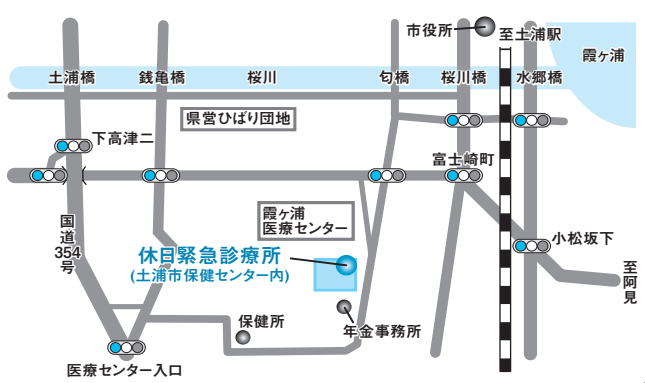 市役所
至土浦駅
霞ヶ浦
土浦橋
銭亀橋
桜川
匂橋
桜川橋
水郷橋
県営ひばり団地
下高津二
富士崎町
霞ヶ浦
医療センター
国道354号
小松坂下
休日緊急診療所
(土浦市保健センター内)
至阿見
保健所
年金事務所
医療センター入口